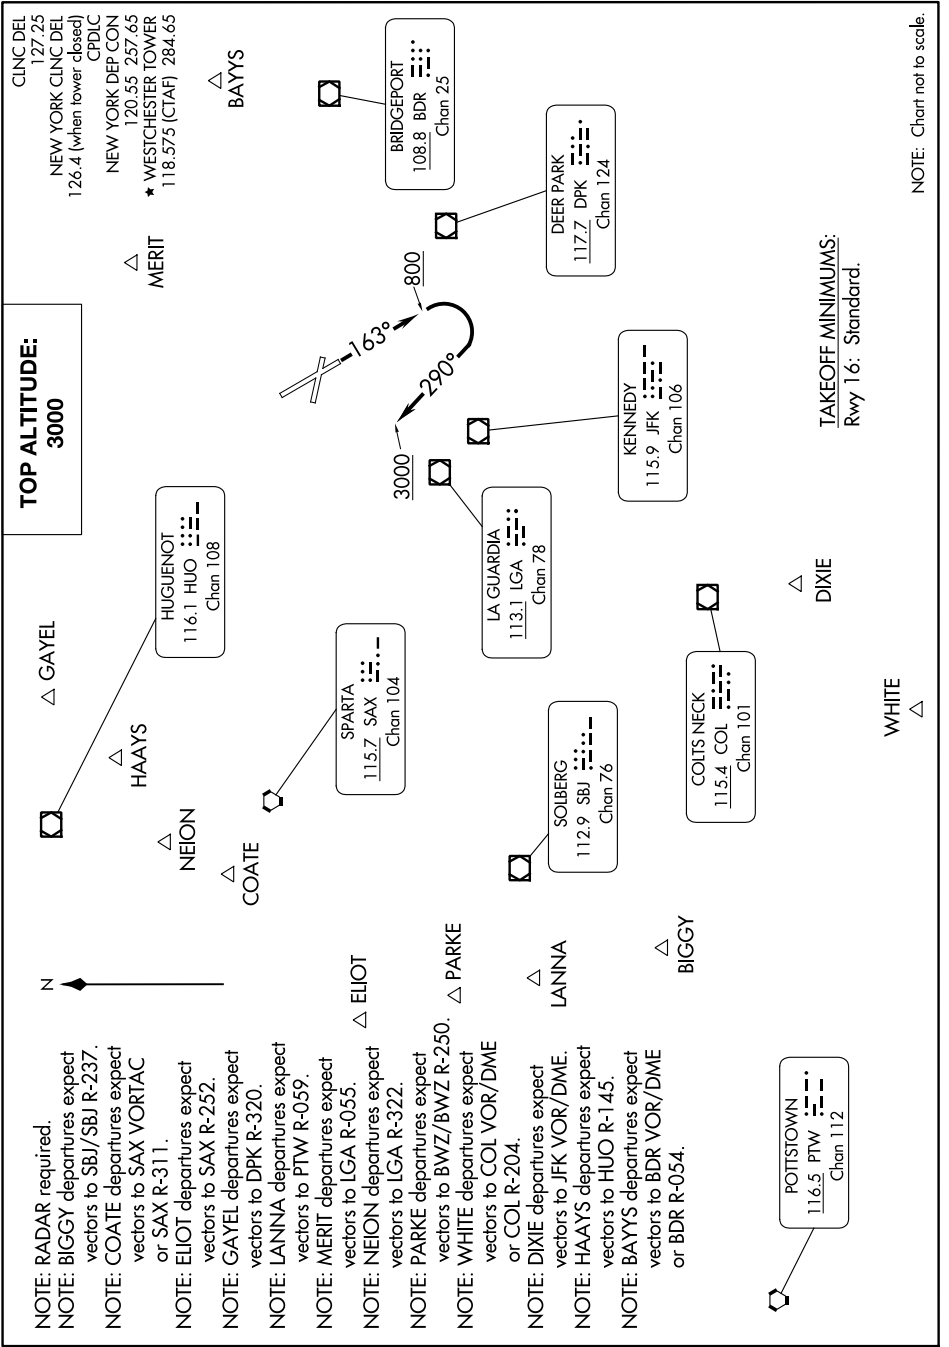 NOTE: RADAR required.
NOTE: BIGGY departures expect
vectors to SBJ/SBJ R-237.
NOTE: COATE departures expect
vectors to SAX VORTAC
or SAX R-311.
NOTE: ELIOT departures expect
vectors to SAX R-252.
NOTE: GAYEL departures expect
vectors to DPK R-320.
NOTE: LANNA departures expect
vectors to PTW R-059.
NOTE: MERIT departures expect
vectors to LGA R-055.
NOTE: NEION departures expect
vectors to LGA R-322.
NOTE: PARKE departures expect
vectors to BWZ/BWZ R-250.
NOTE: WHITE departures expect
vectors to COL VOR/DME
or COL R-204.
NOTE: DIXIE departures expect
vectors to JFK VOR/DME.
NOTE: HAAYS departures expect
vectors to HUO R-145.
NOTE: BAYYS departures expect
vectors to BDR VOR/DME
or BDR R-054.
N
TOP ALTITUDE:
3000
CLNC DEL
127.25
NEW YORK CLNC DEL
126.4 (when tower closed)
CPDLC
NEW YORK DEP CON
120.55 257.65
★ WESTCHESTER TOWER
118.575 (CTAF) 284.65
GAYEL
HAAYS
NEION
COATE
ELIOT
PARKE
LANNA
BIGGY
MERIT
BAYYS
HUGUENOT
116.1 HUO
Chan 108
SPARTA
115.7 SAX
Chan 104
BRIDGEPORT
108.8 BDR
Chan 25
DEER PARK
117.7 DPK
Chan 124
163°
800
290°
3000
LA GUARDIA
113.1 LGA
Chan 78
KENNEDY
115.9 JFK
Chan 106
SOLBERG
112.9 SBJ
Chan 76
COLTS NECK
115.4 COL
Chan 101
DIXIE
WHITE
POTTSTOWN
116.5 PTW
Chan 112
TAKEOFF MINIMUMS:
Rwy 16: Standard.
NOTE: Chart not to scale.